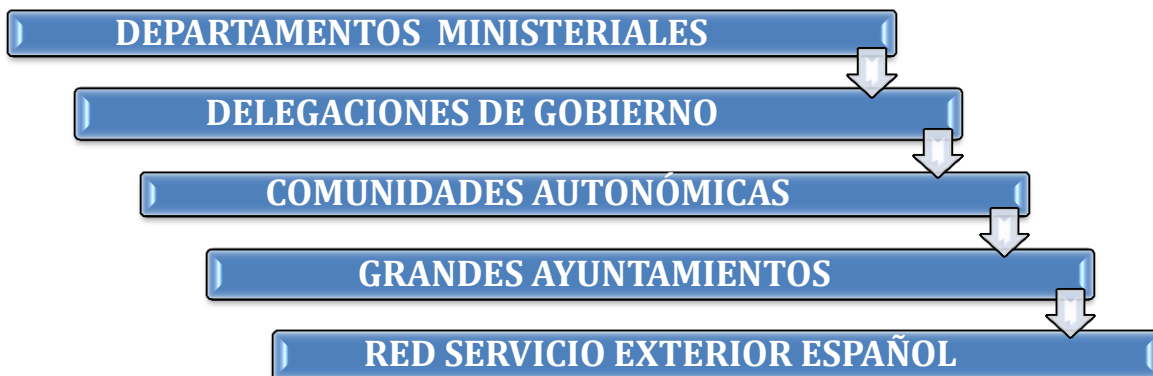 DEPARTAMENTOS MINISTERIALES
DELEGACIONES DE GOBIERNO
COMUNIDADES AUTONÓMICAS
GRANDES AYUNTAMIENTOS
RED SERVICIO EXTERIOR ESPAÑOL